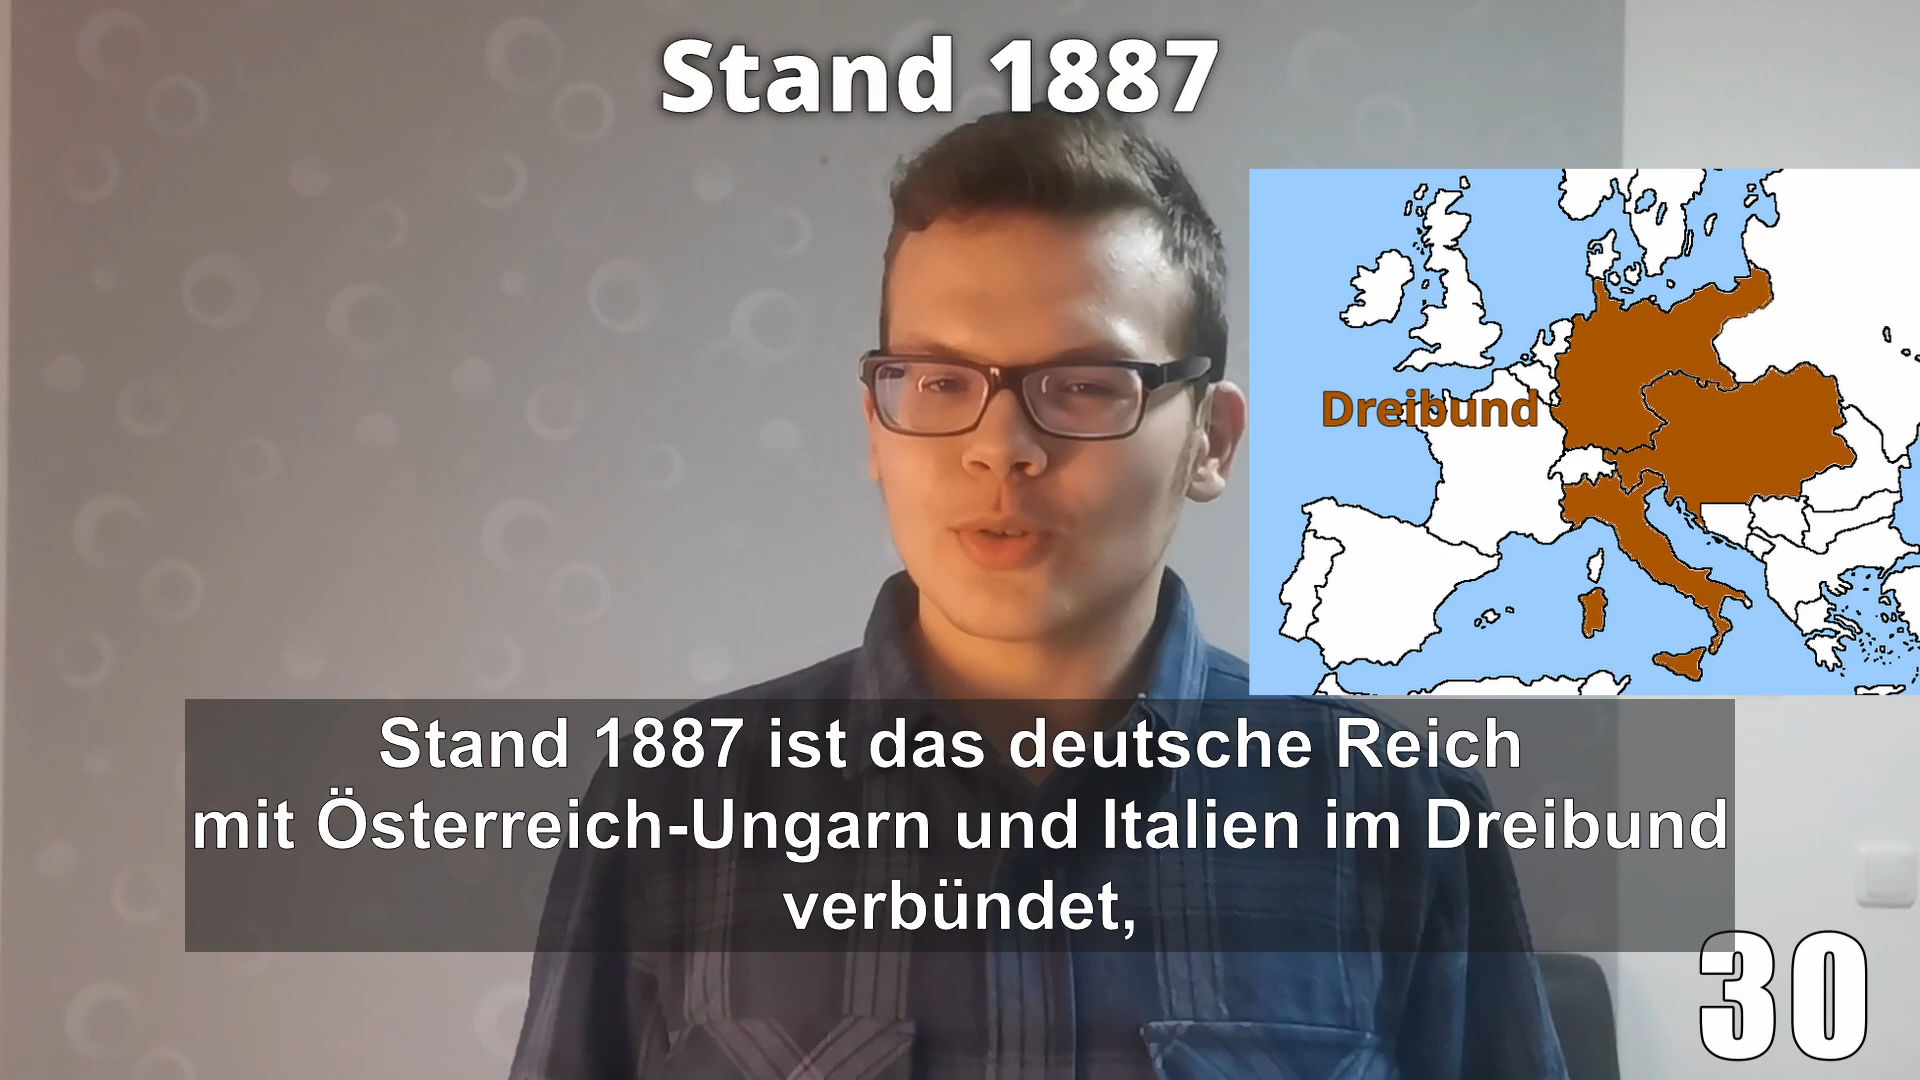 Stand 1887
Dreibund
Stand 1887 ist das deutsche Reich
mit Österreich-Ungarn und Italien im Dreibund
verbündet,
30